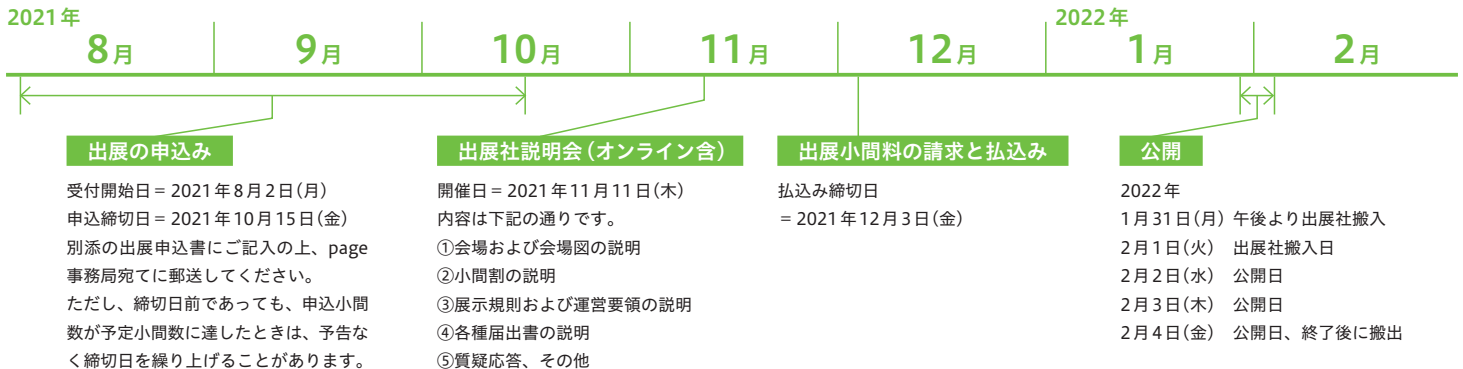 2021年
2022年
8月
9月
10月
11月
12月
1月
2月
出展の申込み
受付開始日＝2021年8月2日(月)
申込締切日＝2021年10月15日(金)
別添の出展申込書にご記入の上、page
事務局宛てに郵送してください。
ただし、締切日前であっても、申込小間
数が予定小間数に達したときは、予告な
く締切日を繰り上げることがあります。
出展社説明会（オンライン含）
開催日＝2021年11月11日(木)
内容は下記の通りです。
①会場および会場図の説明
②小間割の説明
③展示規則および運営要領の説明
④各種届出書の説明
⑤質疑応答、その他
出展小間料の請求と払込み
払込み締切日
＝2021年12月3日(金)
公開
2022年
1月31日(月) 午後より出展社搬入
2月1日(火) 出展社搬入日
2月2日(水) 公開日
2月3日(木) 公開日
2月4日(金) 公開日、終了後に搬出